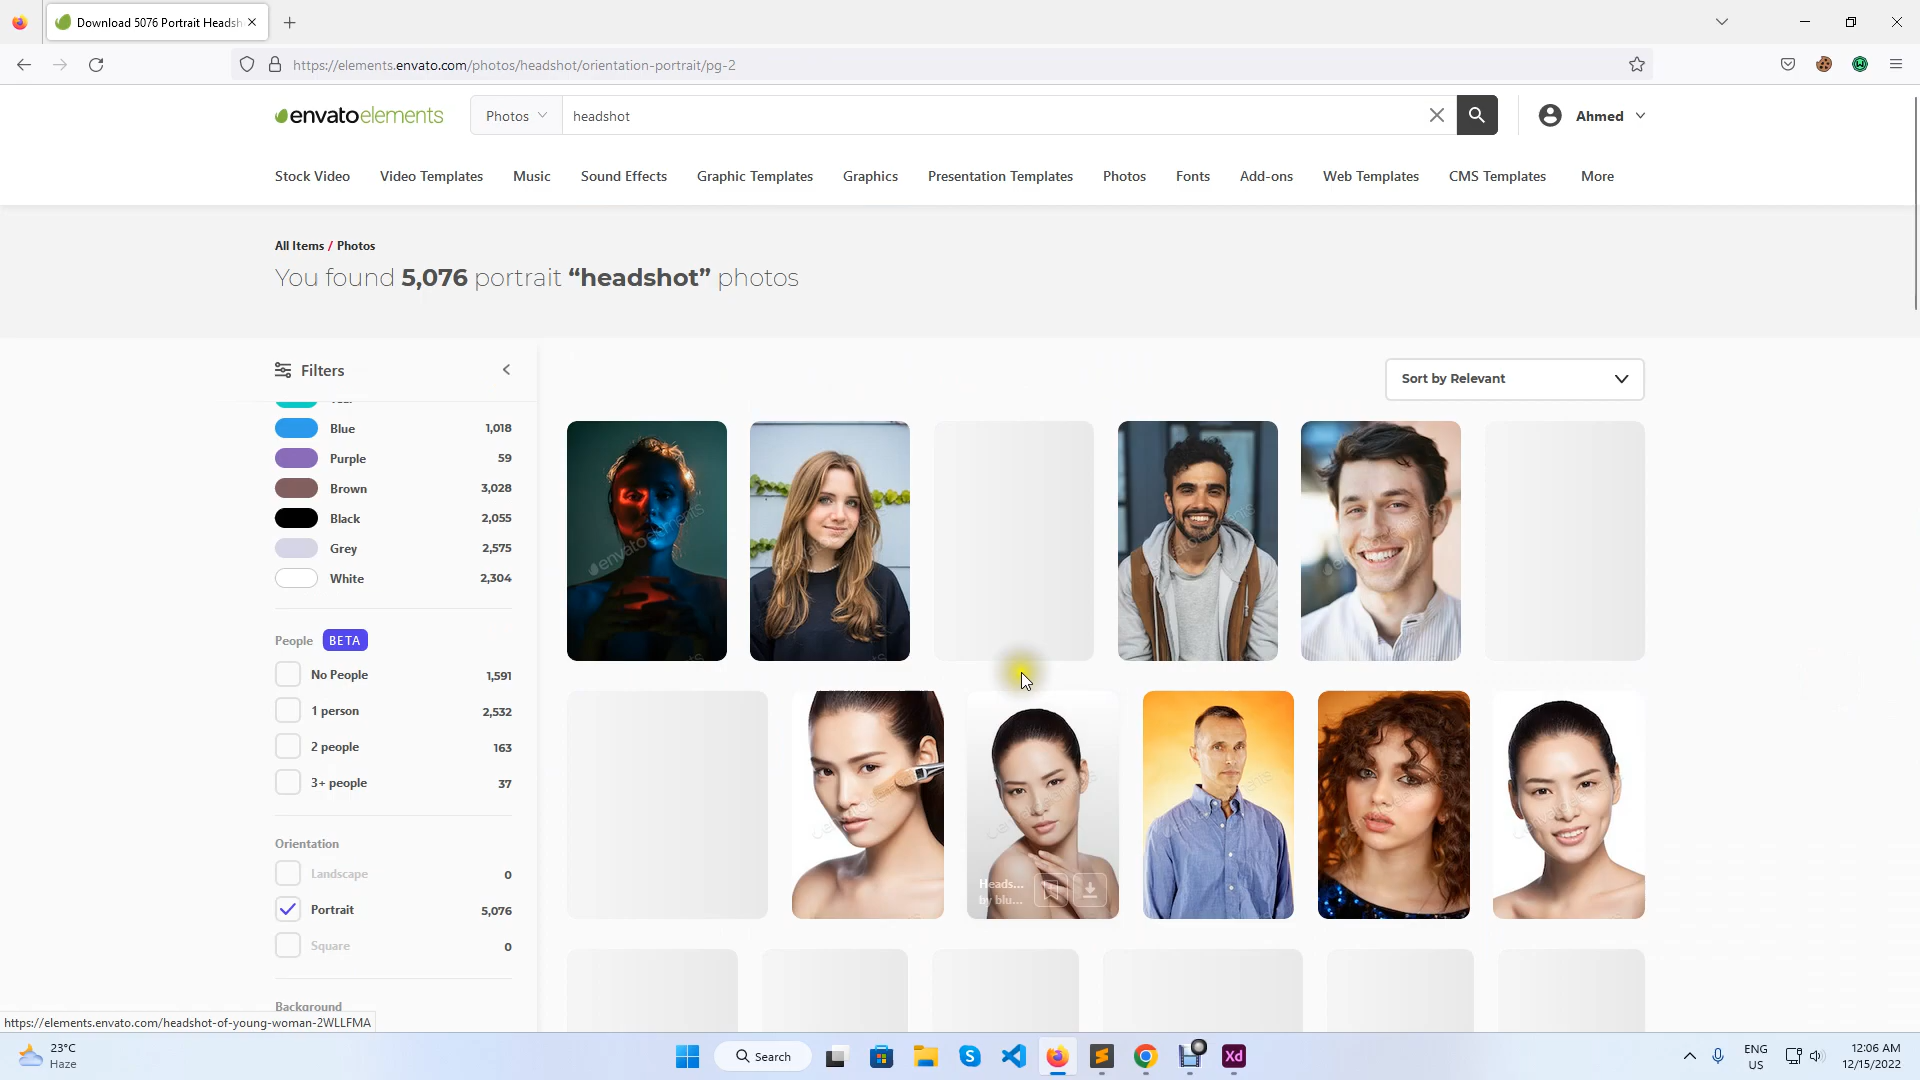 Download 5076 Portrait Headsh
https://elements.envato.com/photos/headshot/orientation-portrait/pg-2
envatoelements
Photos
headshot
Ahmed
Stock Video
Video Templates
Music
Sound Effects
Graphic Templates
Graphics
Presentation Templates
Photos
Fonts
Add-ons
Web Templates
CMS Templates
More
All Items / Photos
You found 5,076 portrait “headshot” photos
Filters
Sort by Relevant
Blue 1,018
Purple 59
Brown 3,028
Black 2,055
Grey 2,575
White 2,304
People BETA
No People 1,591
1 person 2,532
2 people 163
3+ people 37
Orientation
Landscape 0
Portrait 5,076
Square 0
Background
Heads...
by blu...
https://elements.envato.com/headshot-of-young-woman-2WLLFMA
23°C
Haze
Search
Xd
ENG
US
12:06 AM
12/15/2022